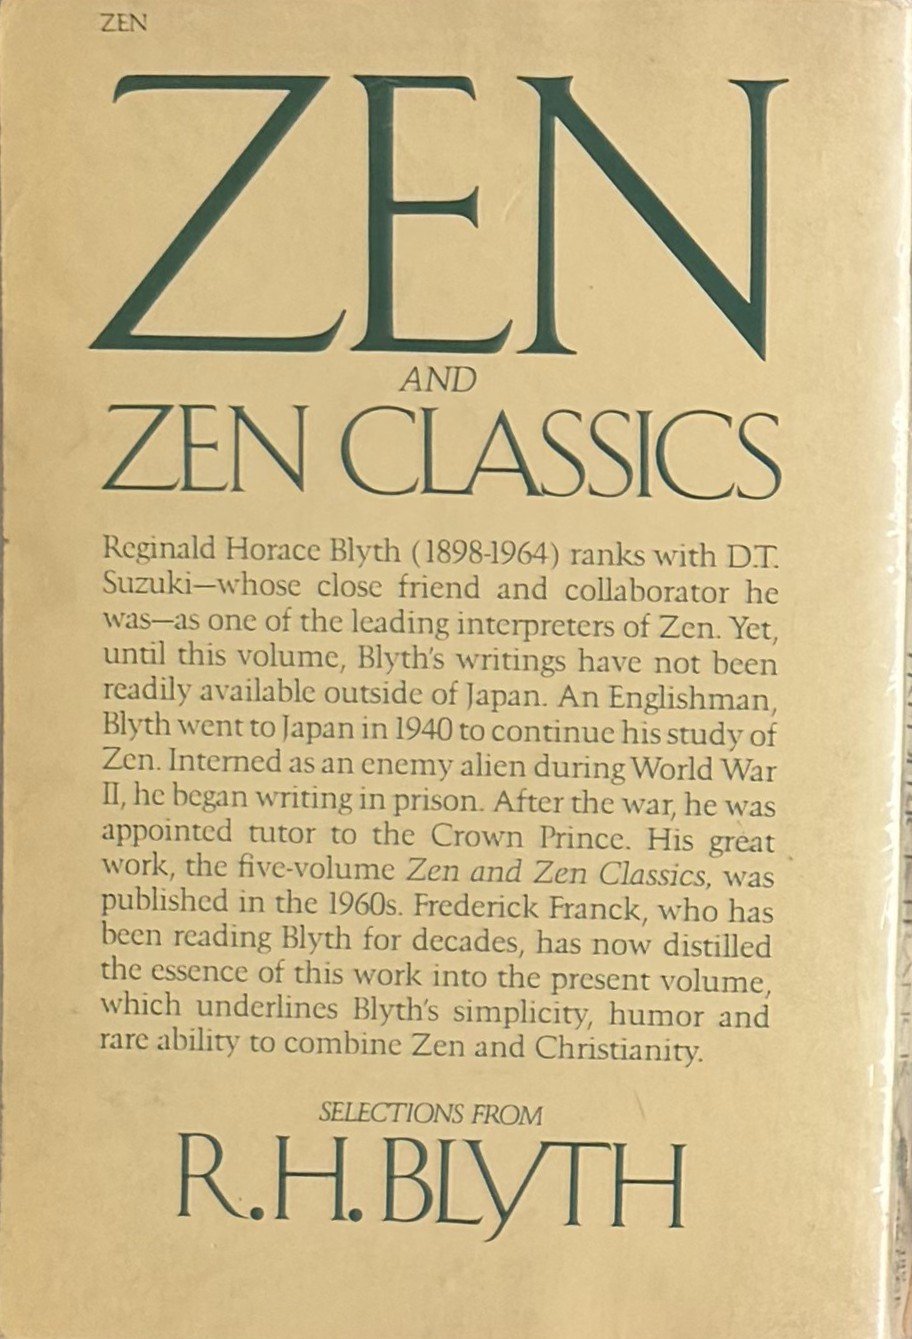 ZEN
ZEN
AND
ZEN CLASSICS
Reginald Horace Blyth (1898-1964) ranks with D.T.
Suzuki—whose close friend and collaborator he
was—as one of the leading interpreters of Zen. Yet,
until this volume, Blyth's writings have not been
readily available outside of Japan. An Englishman,
Blyth went to Japan in 1940 to continue his study of
Zen. Interned as an enemy alien during World War
II, he began writing in prison. After the war, he was
appointed tutor to the Crown Prince. His great
work, the five-volume Zen and Zen Classics, was
published in the 1960s. Frederick Franck, who has
been reading Blyth for decades, has now distilled
the essence of this work into the present volume,
which underlines Blyth's simplicity, humor and
rare ability to combine Zen and Christianity.
SELECTIONS FROM
R.H. BLYTH